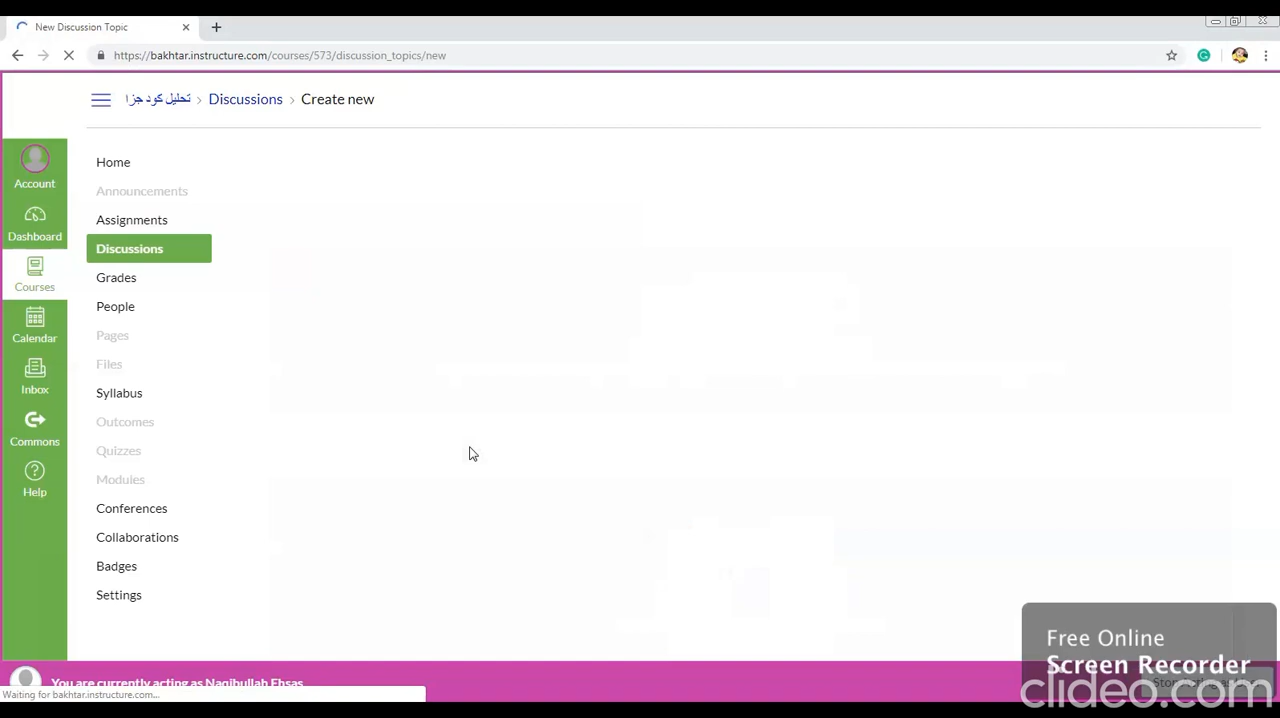 New Discussion Topic
https://bakhtar.instructure.com/courses/573/discussion_topics/new
تحلیل کود جزا › Discussions › Create new
Account
Dashboard
Courses
Calendar
Inbox
Commons
Help
Home
Announcements
Assignments
Discussions
Grades
People
Pages
Files
Syllabus
Outcomes
Quizzes
Modules
Conferences
Collaborations
Badges
Settings
You are currently acting as Naqibullah Ehsas
Waiting for bakhtar.instructure.com...
Free Online
Screen Recorder
clideo.com